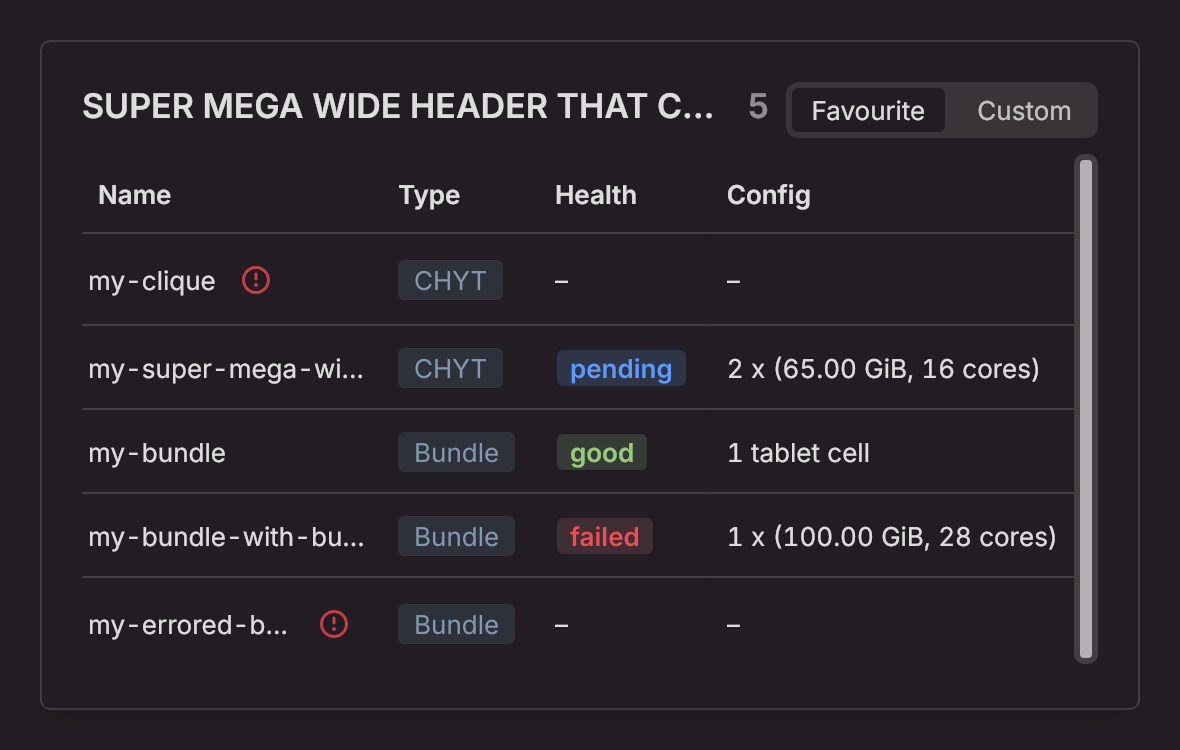 SUPER MEGA WIDE HEADER THAT C... 5 Favourite Custom
Name Type Health Config
my-clique CHYT – –
my-super-mega-wi... CHYT pending 2 x (65.00 GiB, 16 cores)
my-bundle Bundle good 1 tablet cell
my-bundle-with-bu... Bundle failed 1 x (100.00 GiB, 28 cores)
my-errored-b... Bundle – –